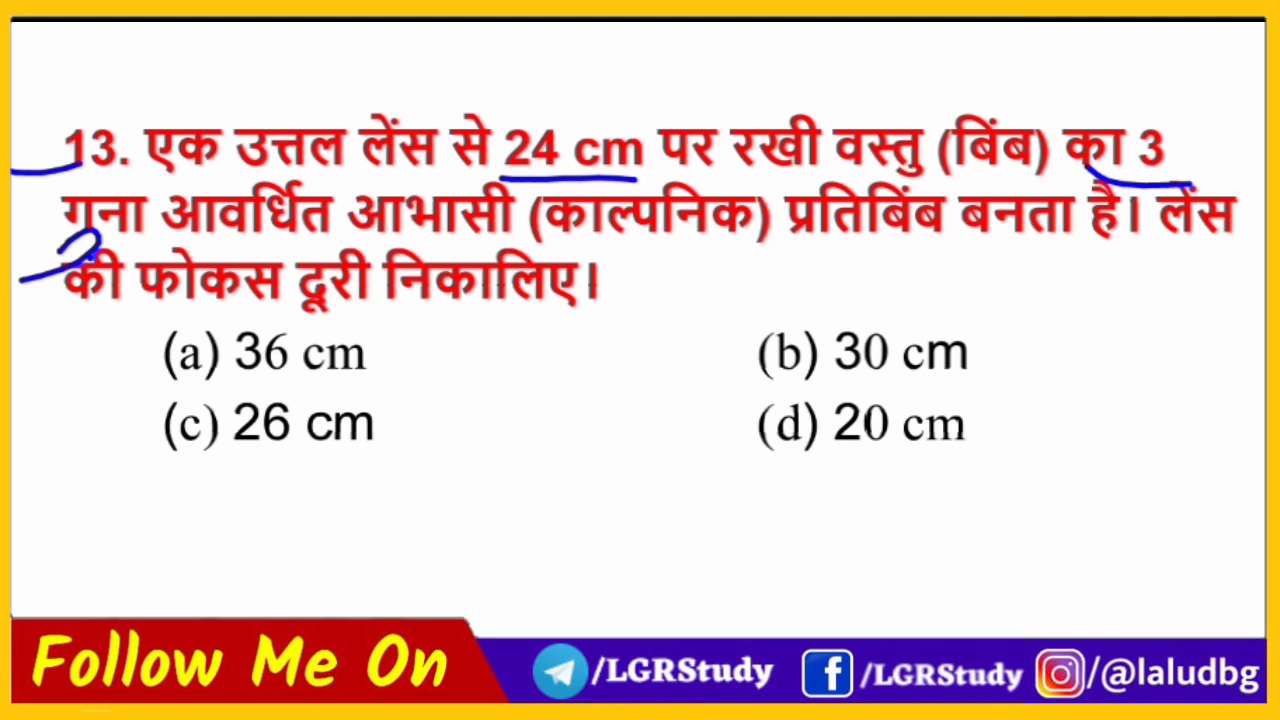 13. एक उत्तल लेंस से 24 cm पर रखी वस्तु (बिंब) का 3
गुना आवर्धित आभासी (काल्पनिक) प्रतिबिंब बनता है। लेंस
की फोकस दूरी निकालिए।
(a) 36 cm (b) 30 cm
(c) 26 cm (d) 20 cm
Follow Me On /LGRStudy /LGRStudy /@laludbg